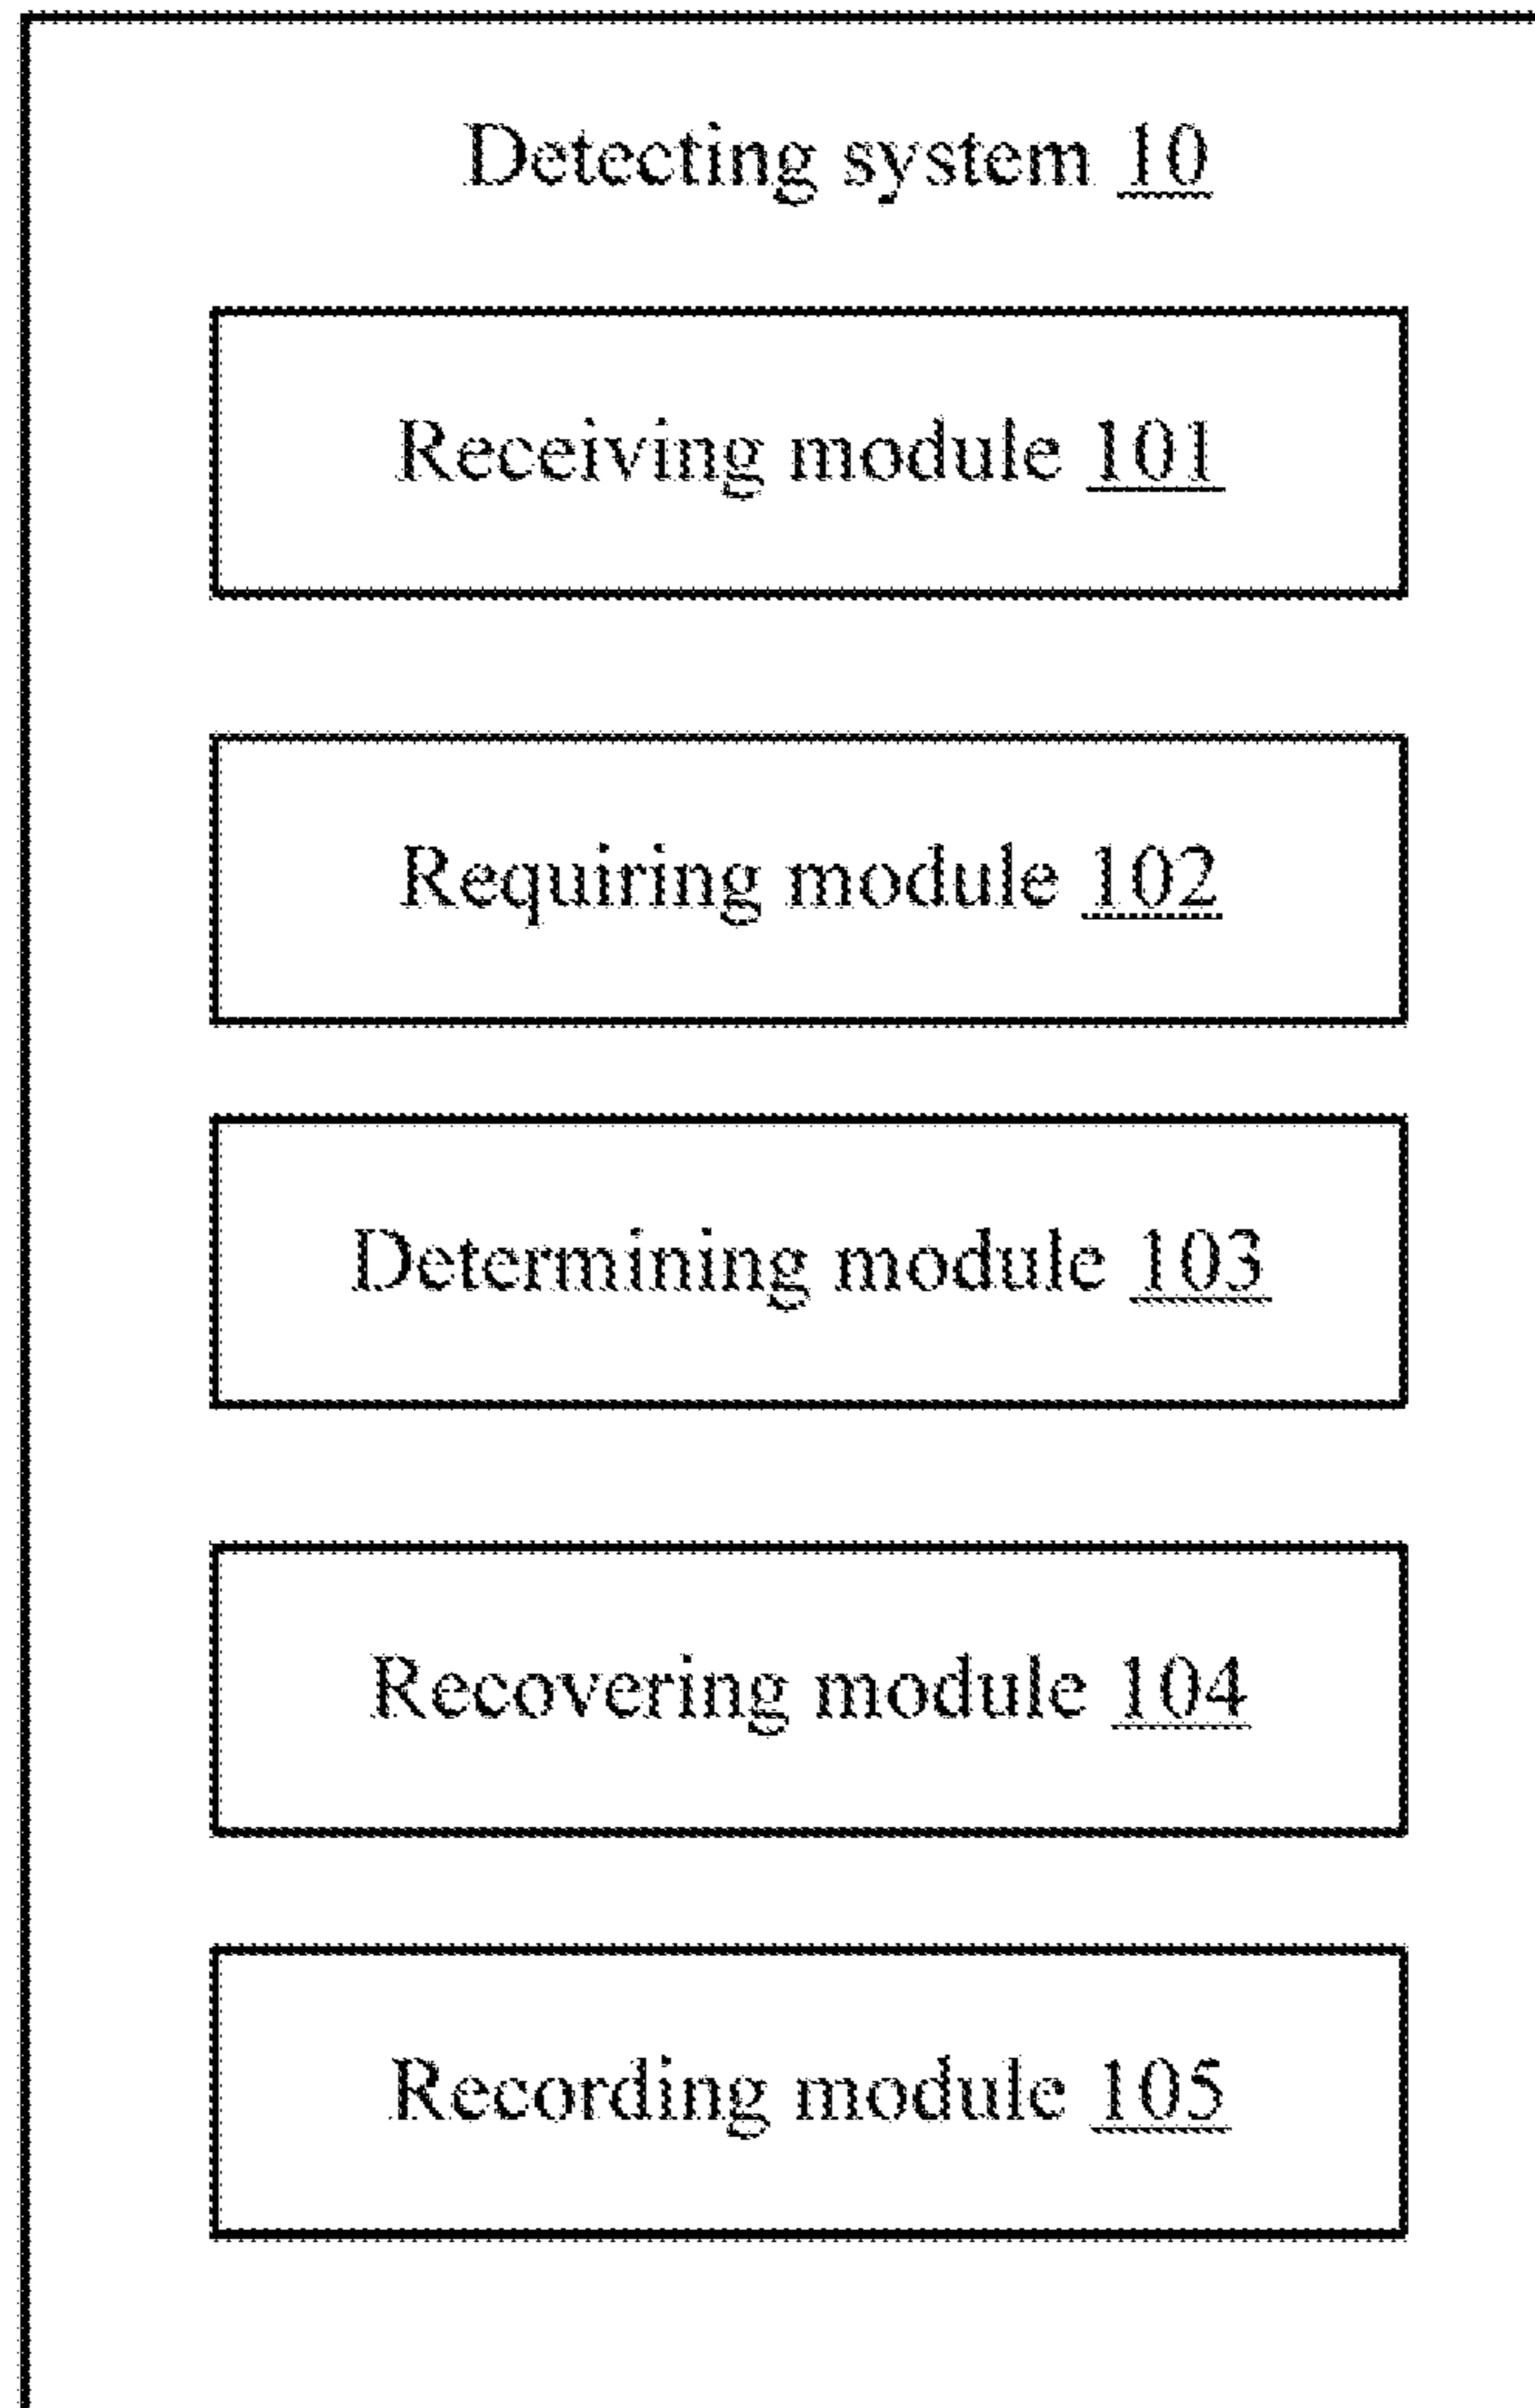 Detecting system 10
Receiving module 101
Requiring module 102
Determining module 103
Recovering module 104
Recording module 105